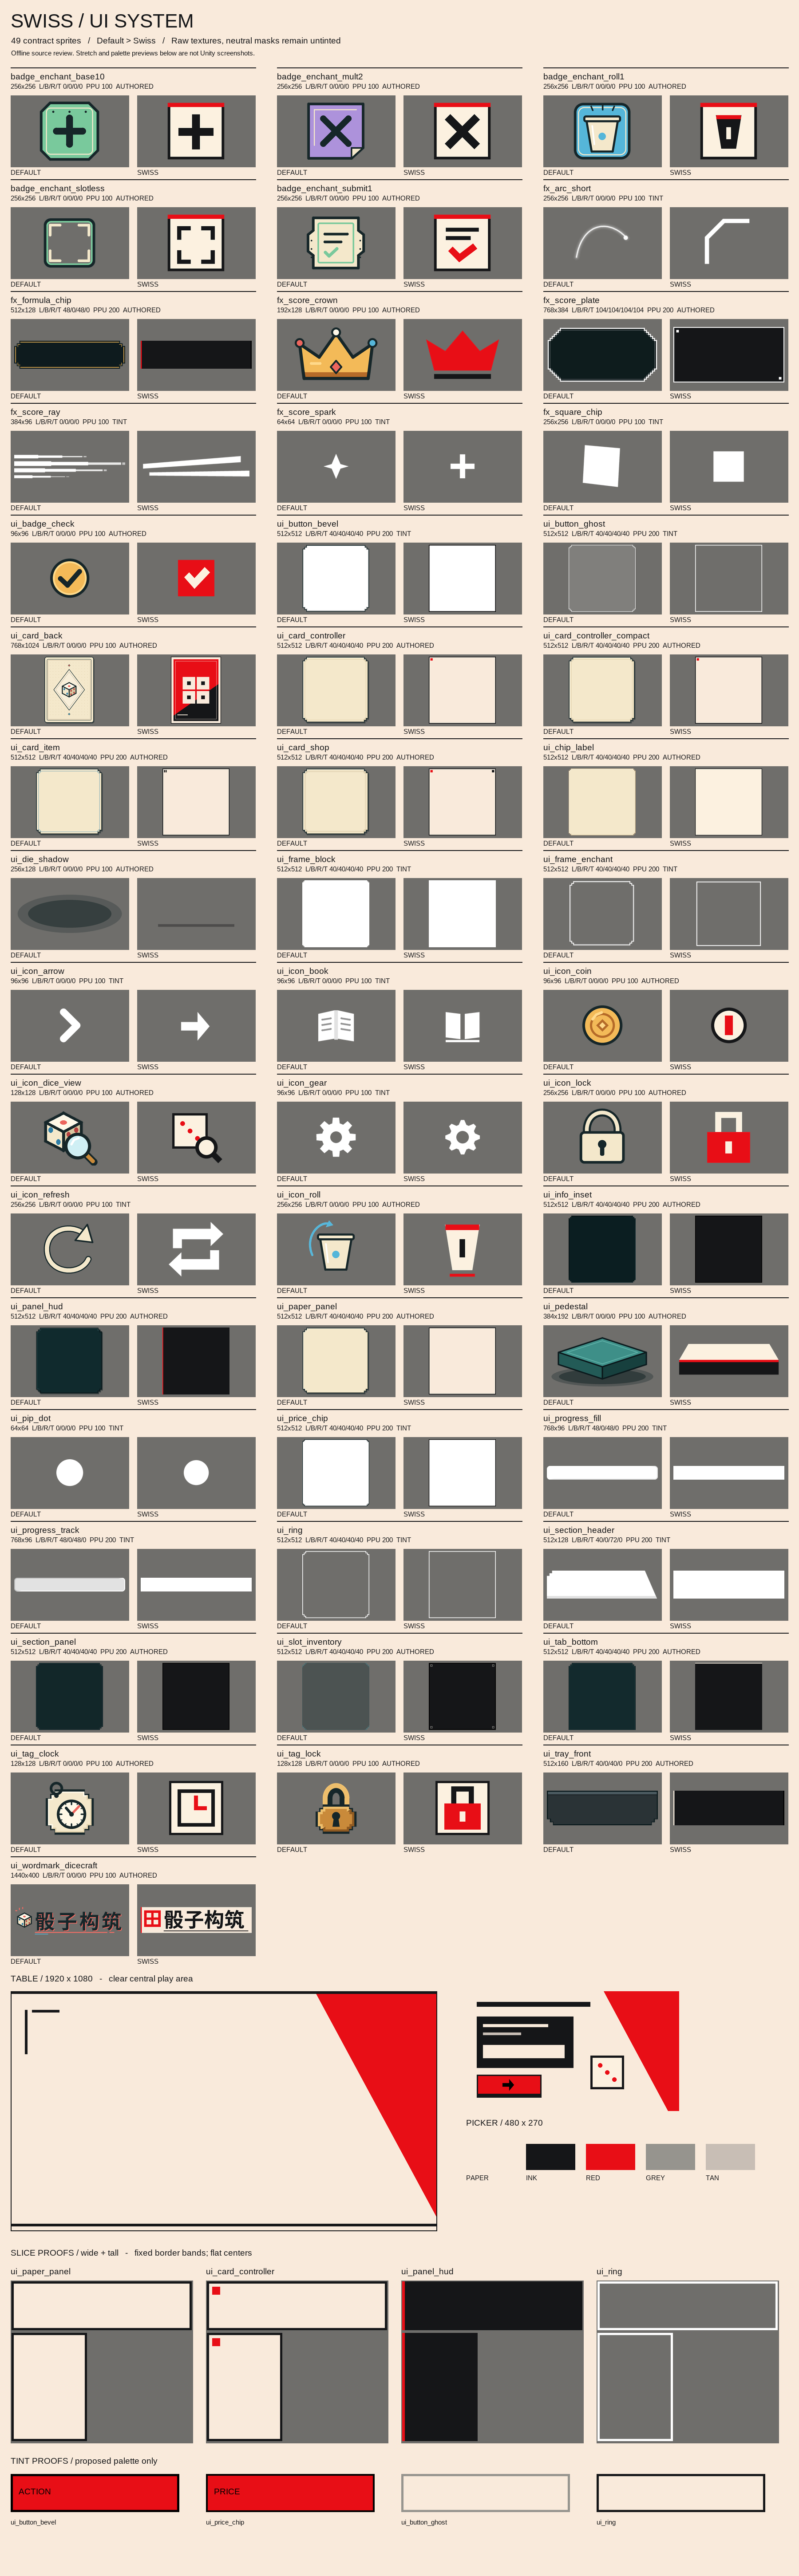 SWISS / UI SYSTEM
49 contract sprites / Default > Swiss / Raw textures, neutral masks remain untinted
Offline source review. Stretch and palette previews below are not Unity screenshots.
badge_enchant_base10
256x256 L/B/R/T 0/0/0/0 PPU 100 AUTHORED
DEFAULT SWISS
badge_enchant_mult2
256x256 L/B/R/T 0/0/0/0 PPU 100 AUTHORED
DEFAULT SWISS
badge_enchant_roll1
256x256 L/B/R/T 0/0/0/0 PPU 100 AUTHORED
DEFAULT SWISS
badge_enchant_slotless
256x256 L/B/R/T 0/0/0/0 PPU 100 AUTHORED
DEFAULT SWISS
badge_enchant_submit1
256x256 L/B/R/T 0/0/0/0 PPU 100 AUTHORED
DEFAULT SWISS
fx_arc_short
256x256 L/B/R/T 0/0/0/0 PPU 100 TINT
DEFAULT SWISS
fx_formula_chip
512x128 L/B/R/T 48/0/48/0 PPU 200 AUTHORED
DEFAULT SWISS
fx_score_crown
192x128 L/B/R/T 0/0/0/0 PPU 100 AUTHORED
DEFAULT SWISS
fx_score_plate
768x384 L/B/R/T 104/104/104/104 PPU 200 AUTHORED
DEFAULT SWISS
fx_score_ray
384x96 L/B/R/T 0/0/0/0 PPU 100 TINT
DEFAULT SWISS
fx_score_spark
64x64 L/B/R/T 0/0/0/0 PPU 100 TINT
DEFAULT SWISS
fx_square_chip
256x256 L/B/R/T 0/0/0/0 PPU 100 TINT
DEFAULT SWISS
ui_badge_check
96x96 L/B/R/T 0/0/0/0 PPU 100 AUTHORED
DEFAULT SWISS
ui_button_bevel
512x512 L/B/R/T 40/40/40/40 PPU 200 TINT
DEFAULT SWISS
ui_button_ghost
512x512 L/B/R/T 40/40/40/40 PPU 200 TINT
DEFAULT SWISS
ui_card_back
768x1024 L/B/R/T 0/0/0/0 PPU 100 AUTHORED
DEFAULT SWISS
ui_card_controller
512x512 L/B/R/T 40/40/40/40 PPU 200 AUTHORED
DEFAULT SWISS
ui_card_controller_compact
512x512 L/B/R/T 40/40/40/40 PPU 200 AUTHORED
DEFAULT SWISS
ui_card_item
512x512 L/B/R/T 40/40/40/40 PPU 200 AUTHORED
DEFAULT SWISS
ui_card_shop
512x512 L/B/R/T 40/40/40/40 PPU 200 AUTHORED
DEFAULT SWISS
ui_chip_label
512x512 L/B/R/T 40/40/40/40 PPU 200 AUTHORED
DEFAULT SWISS
ui_die_shadow
256x128 L/B/R/T 0/0/0/0 PPU 100 AUTHORED
DEFAULT SWISS
ui_frame_block
512x512 L/B/R/T 40/40/40/40 PPU 200 TINT
DEFAULT SWISS
ui_frame_enchant
512x512 L/B/R/T 40/40/40/40 PPU 200 TINT
DEFAULT SWISS
ui_icon_arrow
96x96 L/B/R/T 0/0/0/0 PPU 100 TINT
DEFAULT SWISS
ui_icon_book
96x96 L/B/R/T 0/0/0/0 PPU 100 TINT
DEFAULT SWISS
ui_icon_coin
96x96 L/B/R/T 0/0/0/0 PPU 100 AUTHORED
DEFAULT SWISS
ui_icon_dice_view
128x128 L/B/R/T 0/0/0/0 PPU 100 AUTHORED
DEFAULT SWISS
ui_icon_gear
96x96 L/B/R/T 0/0/0/0 PPU 100 TINT
DEFAULT SWISS
ui_icon_lock
256x256 L/B/R/T 0/0/0/0 PPU 100 AUTHORED
DEFAULT SWISS
ui_icon_refresh
256x256 L/B/R/T 0/0/0/0 PPU 100 TINT
DEFAULT SWISS
ui_icon_roll
256x256 L/B/R/T 0/0/0/0 PPU 100 AUTHORED
DEFAULT SWISS
ui_info_inset
512x512 L/B/R/T 40/40/40/40 PPU 200 AUTHORED
DEFAULT SWISS
ui_panel_hud
512x512 L/B/R/T 40/40/40/40 PPU 200 AUTHORED
DEFAULT SWISS
ui_paper_panel
512x512 L/B/R/T 40/40/40/40 PPU 200 AUTHORED
DEFAULT SWISS
ui_pedestal
384x192 L/B/R/T 0/0/0/0 PPU 100 AUTHORED
DEFAULT SWISS
ui_pip_dot
64x64 L/B/R/T 0/0/0/0 PPU 100 TINT
DEFAULT SWISS
ui_price_chip
512x512 L/B/R/T 40/40/40/40 PPU 200 TINT
DEFAULT SWISS
ui_progress_fill
768x96 L/B/R/T 48/0/48/0 PPU 200 TINT
DEFAULT SWISS
ui_progress_track
768x96 L/B/R/T 48/0/48/0 PPU 200 TINT
DEFAULT SWISS
ui_ring
512x512 L/B/R/T 40/40/40/40 PPU 200 TINT
DEFAULT SWISS
ui_section_header
512x128 L/B/R/T 40/0/72/0 PPU 200 TINT
DEFAULT SWISS
ui_section_panel
512x512 L/B/R/T 40/40/40/40 PPU 200 AUTHORED
DEFAULT SWISS
ui_slot_inventory
512x512 L/B/R/T 40/40/40/40 PPU 200 AUTHORED
DEFAULT SWISS
ui_tab_bottom
512x512 L/B/R/T 40/40/40/40 PPU 200 AUTHORED
DEFAULT SWISS
ui_tag_clock
128x128 L/B/R/T 0/0/0/0 PPU 100 AUTHORED
DEFAULT SWISS
ui_tag_lock
128x128 L/B/R/T 0/0/0/0 PPU 100 AUTHORED
DEFAULT SWISS
ui_tray_front
512x160 L/B/R/T 40/0/40/0 PPU 200 AUTHORED
DEFAULT SWISS
ui_wordmark_dicecraft
1440x400 L/B/R/T 0/0/0/0 PPU 100 AUTHORED
骰子构筑
骰子构筑
DEFAULT SWISS
TABLE / 1920 x 1080 - clear central play area
PICKER / 480 x 270
PAPER INK RED GREY TAN
SLICE PROOFS / wide + tall - fixed border bands; flat centers
ui_paper_panel ui_card_controller ui_panel_hud ui_ring
TINT PROOFS / proposed palette only
ACTION
PRICE
ui_button_bevel ui_price_chip ui_button_ghost ui_ring